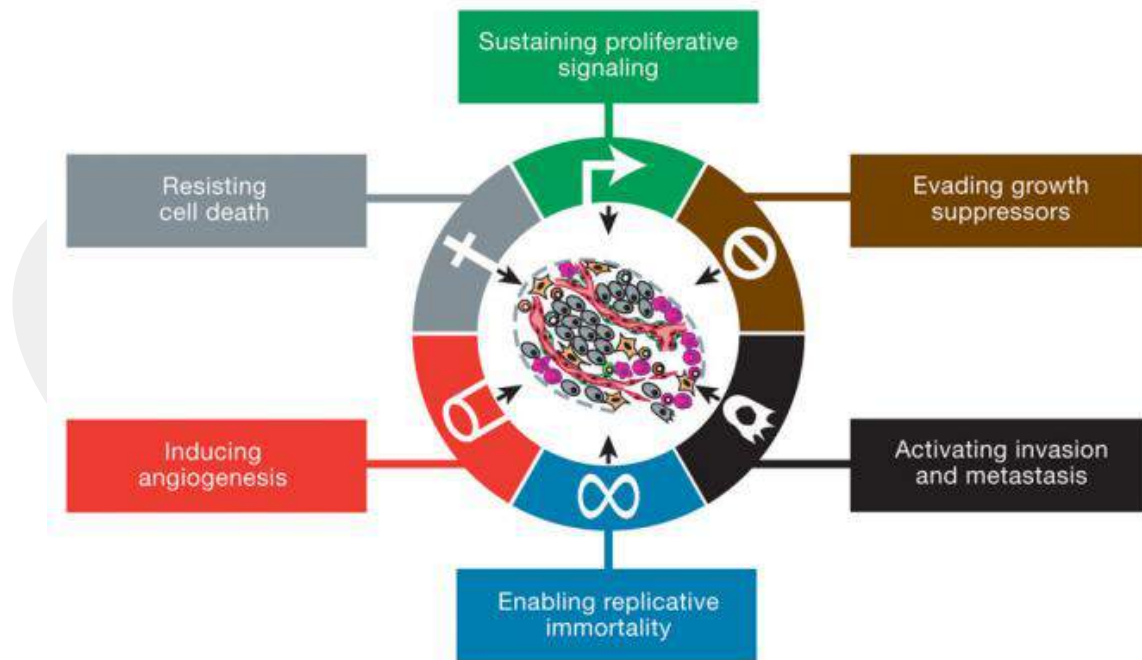 Sustaining proliferative
signaling
Resisting
cell death
Evading growth
suppressors
Inducing
angiogenesis
Activating invasion
and metastasis
Enabling replicative
immortality